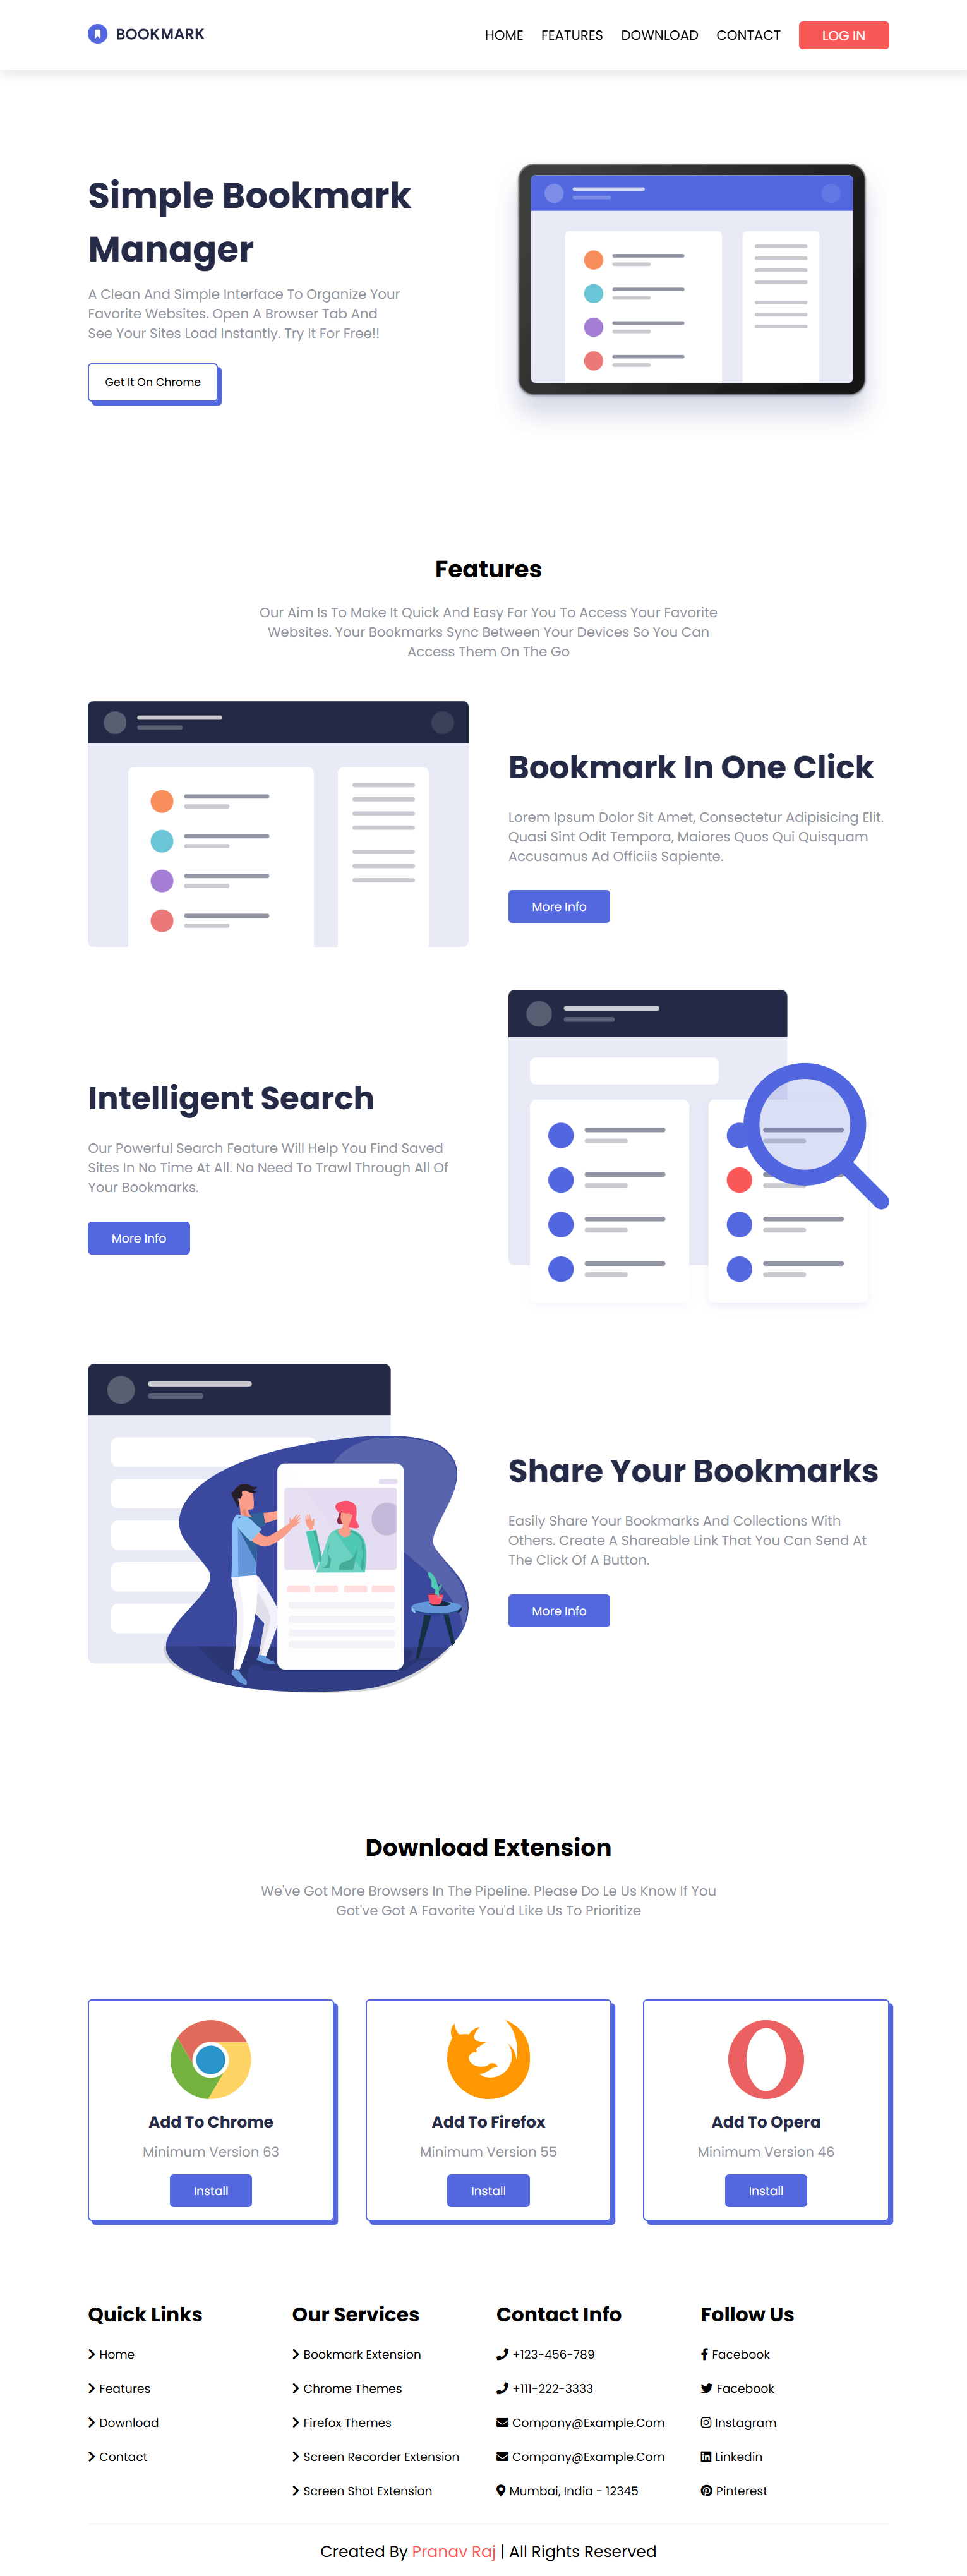 BOOKMARK
HOME FEATURES DOWNLOAD CONTACT LOG IN
Simple Bookmark
Manager
A Clean And Simple Interface To Organize Your
Favorite Websites. Open A Browser Tab And
See Your Sites Load Instantly. Try It For Free!!
Get It On Chrome
Features
Our Aim Is To Make It Quick And Easy For You To Access Your Favorite
Websites. Your Bookmarks Sync Between Your Devices So You Can
Access Them On The Go
Bookmark In One Click
Lorem Ipsum Dolor Sit Amet, Consectetur Adipisicing Elit.
Quasi Sint Odit Tempora, Maiores Quos Qui Quisquam
Accusamus Ad Officiis Sapiente.
More Info
Intelligent Search
Our Powerful Search Feature Will Help You Find Saved
Sites In No Time At All. No Need To Trawl Through All Of
Your Bookmarks.
More Info
Share Your Bookmarks
Easily Share Your Bookmarks And Collections With
Others. Create A Shareable Link That You Can Send At
The Click Of A Button.
More Info
Download Extension
We've Got More Browsers In The Pipeline. Please Do Le Us Know If You
Got've Got A Favorite You'd Like Us To Prioritize
Add To Chrome
Minimum Version 63
Install
Add To Firefox
Minimum Version 55
Install
Add To Opera
Minimum Version 46
Install
Quick Links
Home
Features
Download
Contact
Our Services
Bookmark Extension
Chrome Themes
Firefox Themes
Screen Recorder Extension
Screen Shot Extension
Contact Info
+123-456-789
+111-222-3333
Company@Example.Com
Company@Example.Com
Mumbai, India - 12345
Follow Us
Facebook
Facebook
Instagram
Linkedin
Pinterest
Created By Pranav Raj | All Rights Reserved